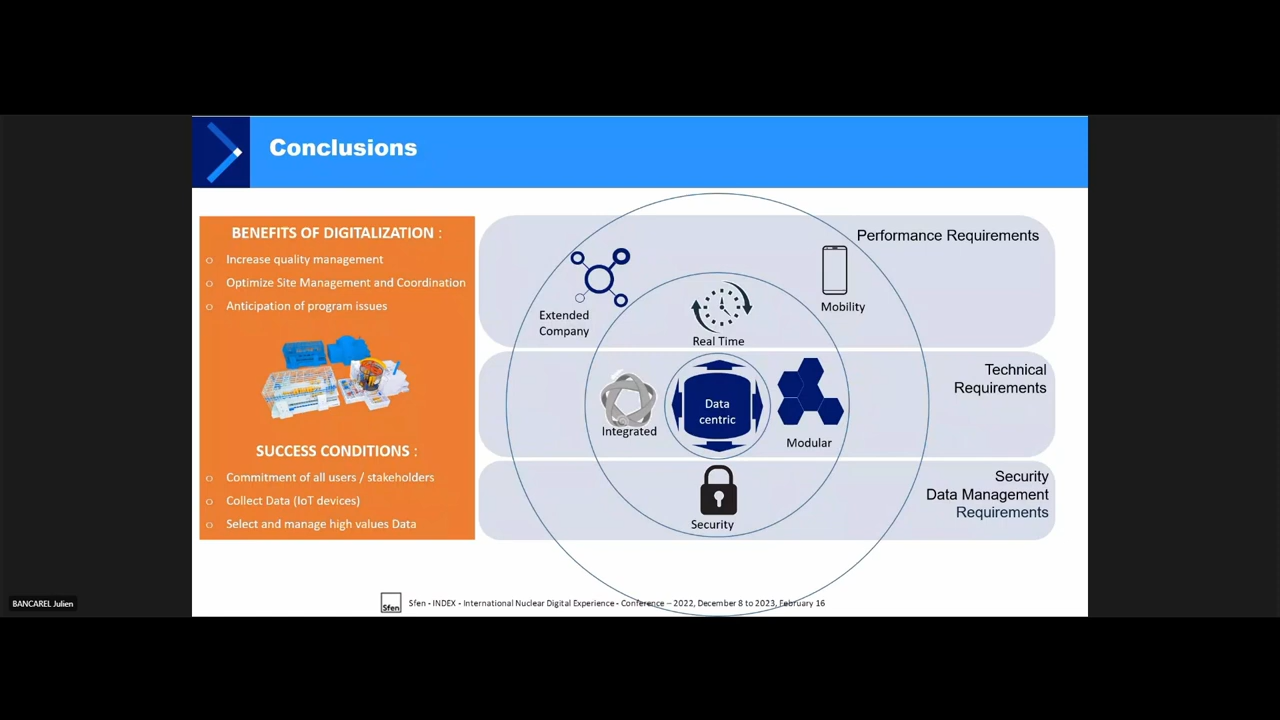 Conclusions
BENEFITS OF DIGITALIZATION :
o Increase quality management
o Optimize Site Management and Coordination
o Anticipation of program issues
SUCCESS CONDITIONS :
o Commitment of all users / stakeholders
o Collect Data (IoT devices)
o Select and manage high values Data
Performance Requirements
Extended
Company
Real Time
Mobility
Technical
Requirements
Integrated
Data
centric
Modular
Security
Data Management
Requirements
Security
BANCAREL Julien
Sfen
Sfen - INDEX - International Nuclear Digital Experience - Conference – 2022, December 8 to 2023, February 16